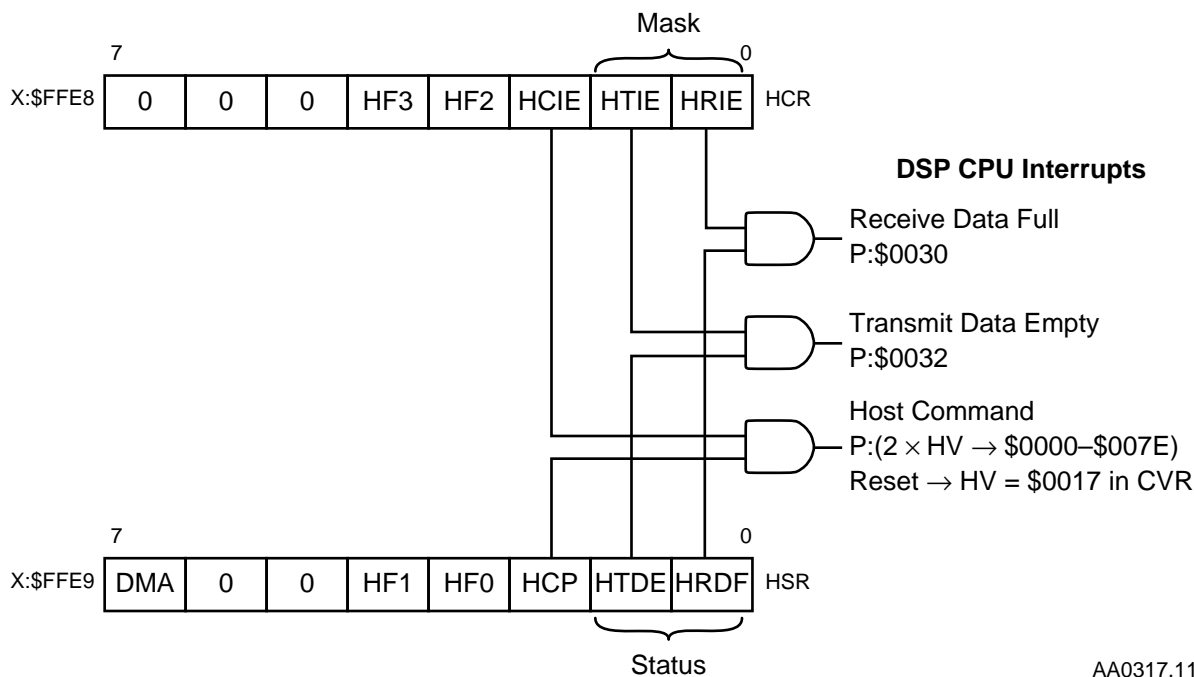 Mask
7 0
X:$FFE8 0 0 0 HF3 HF2 HCIE HTIE HRIE HCR
DSP CPU Interrupts
Receive Data Full
P:$0030
Transmit Data Empty
P:$0032
Host Command
P:(2 × HV → $0000–$007E)
Reset → HV = $0017 in CVR
7 0
X:$FFE9 DMA 0 0 HF1 HF0 HCP HTDE HRDF HSR
Status
AA0317.11